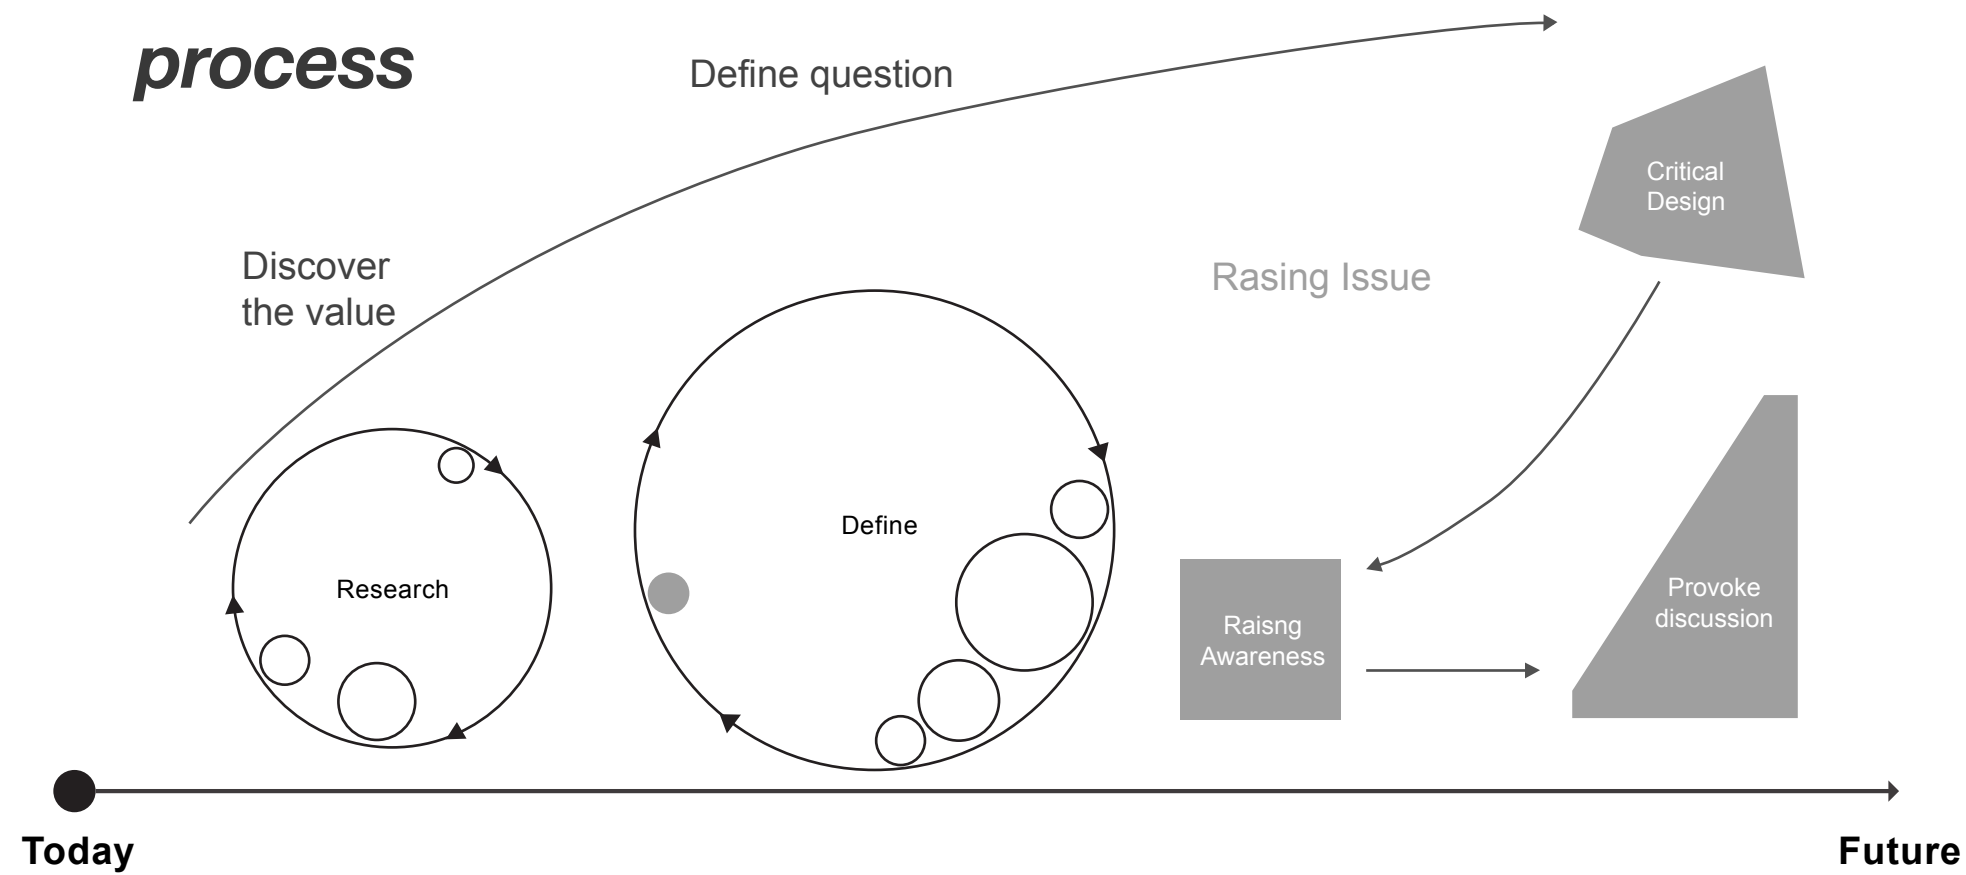 process
Define question
Discover
the value
Critical
Design
Rasing Issue
Research
Define
Raisng
Awareness
Provoke
discussion
Today
Future